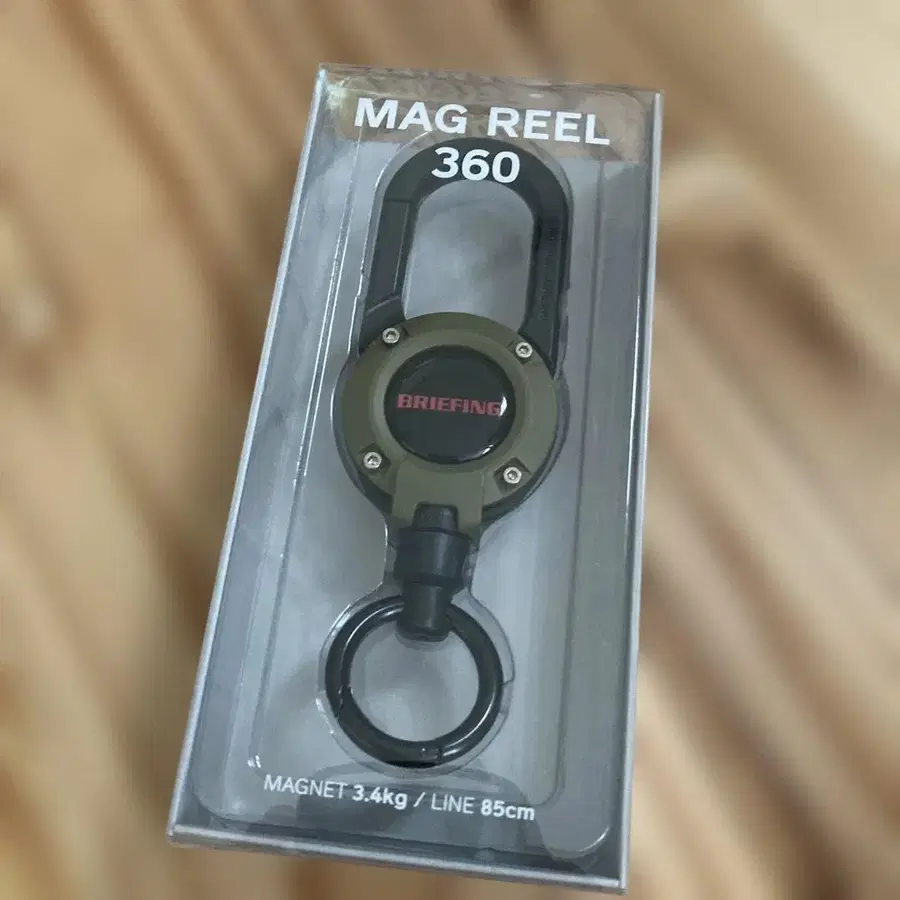 MAG REEL
360
BRIEFING
MAGNET 3.4kg / LINE 85cm